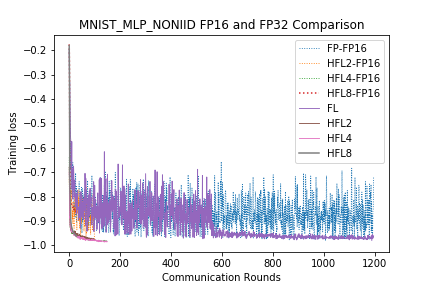 MNIST_MLP_NONIID FP16 and FP32 Comparison
FP-FP16
HFL2-FP16
HFL4-FP16
HFL8-FP16
FL
HFL2
HFL4
HFL8
Training loss
−0.2
−0.3
−0.4
−0.5
−0.6
−0.7
−0.8
−0.9
−1.0
0 200 400 600 800 1000 1200
Communication Rounds